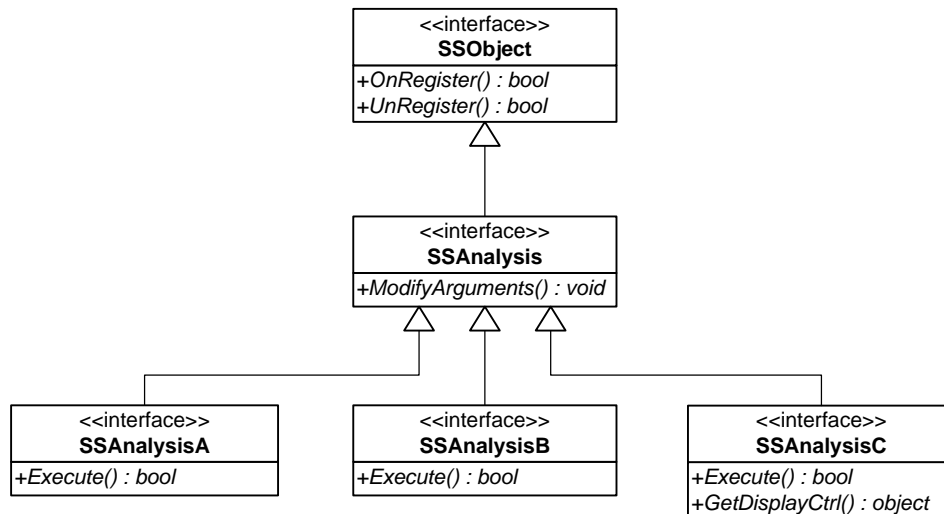 <<interface>>
SSObject
+OnRegister() : bool
+UnRegister() : bool
<<interface>>
SSAnalysis
+ModifyArguments() : void
<<interface>>
SSAnalysisA
+Execute() : bool
<<interface>>
SSAnalysisB
+Execute() : bool
<<interface>>
SSAnalysisC
+Execute() : bool
+GetDisplayCtrl() : object